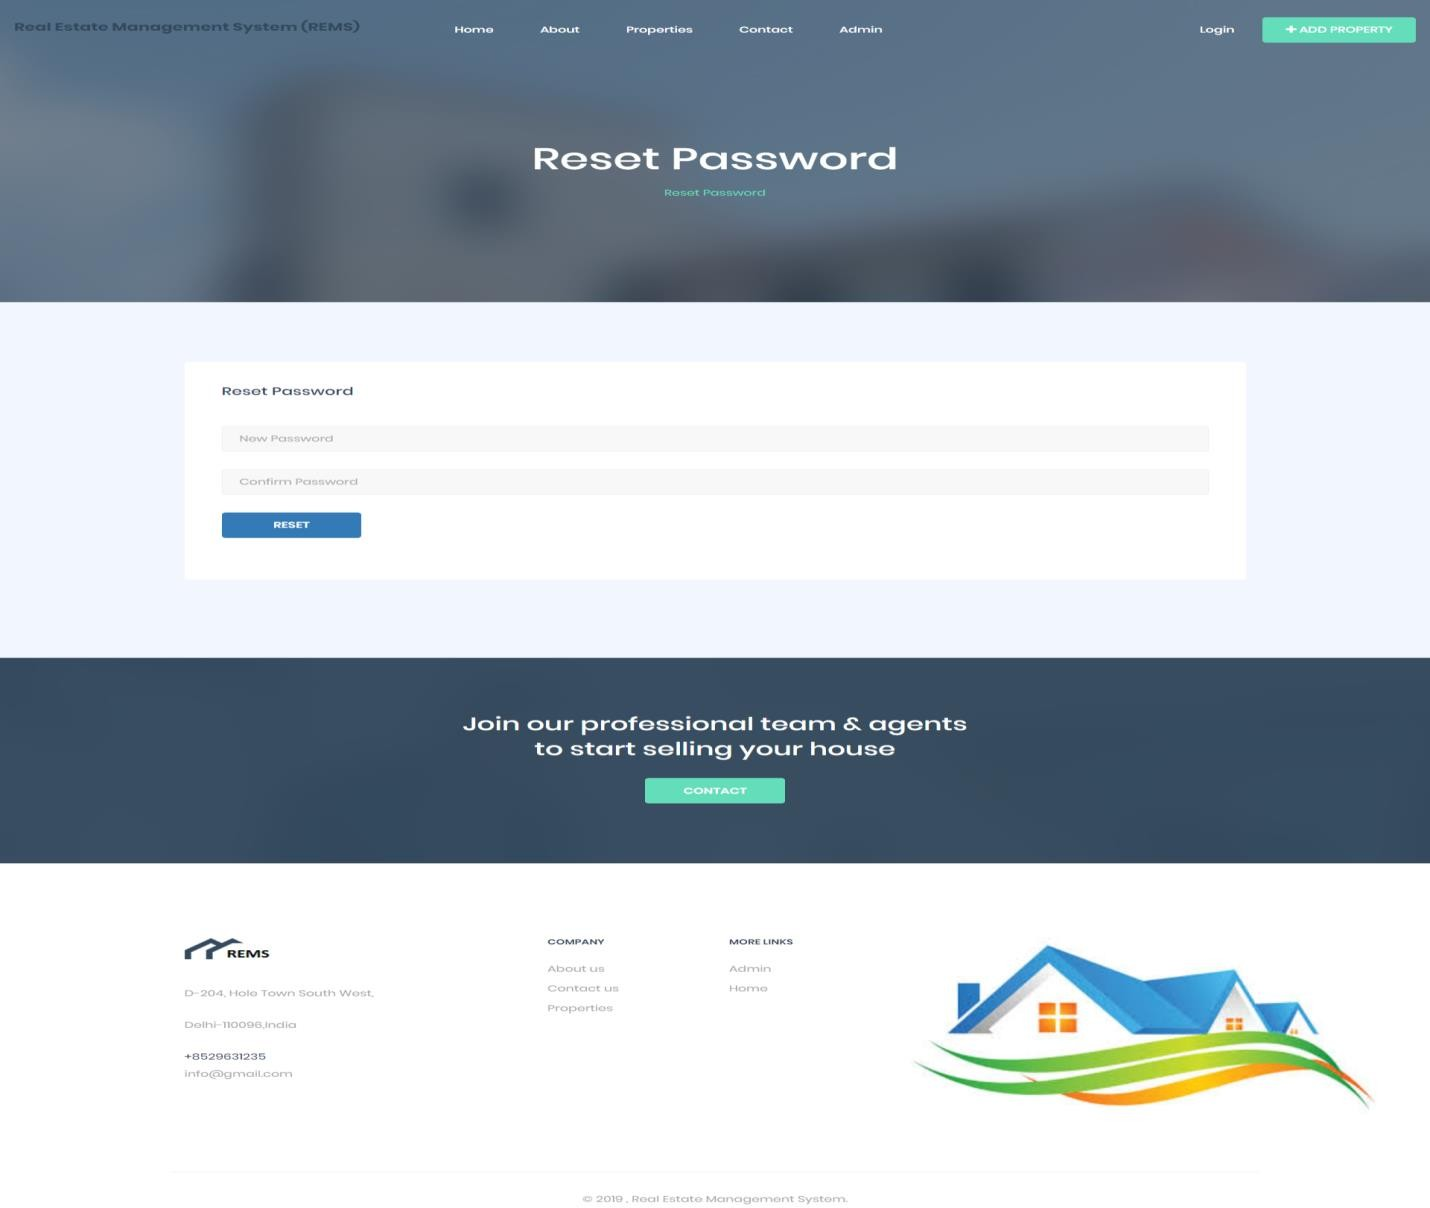 Real Estate Management System (REMS)
Home
About
Properties
Contact
Admin
Login
+ ADD PROPERTY
Reset Password
Reset Password
Reset Password
New Password
Confirm Password
RESET
Join our professional team & agents
to start selling your house
CONTACT
REMS
D-204, Hole Town South West,
Delhi-110096,India
+8529631235
info@gmail.com
COMPANY
About us
Contact us
Properties
MORE LINKS
Admin
Home
© 2019 , Real Estate Management System.